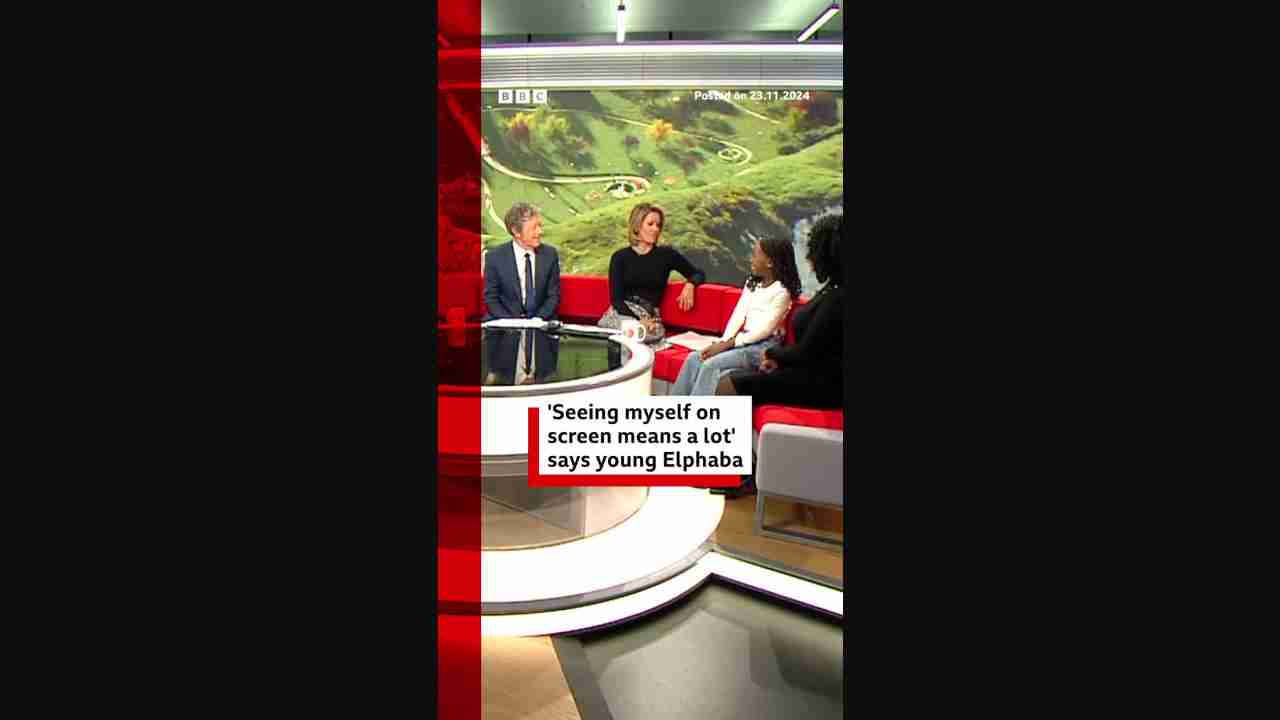 BBC
Posted on 23.11.2024
'Seeing myself on
screen means a lot'
says young Elphaba